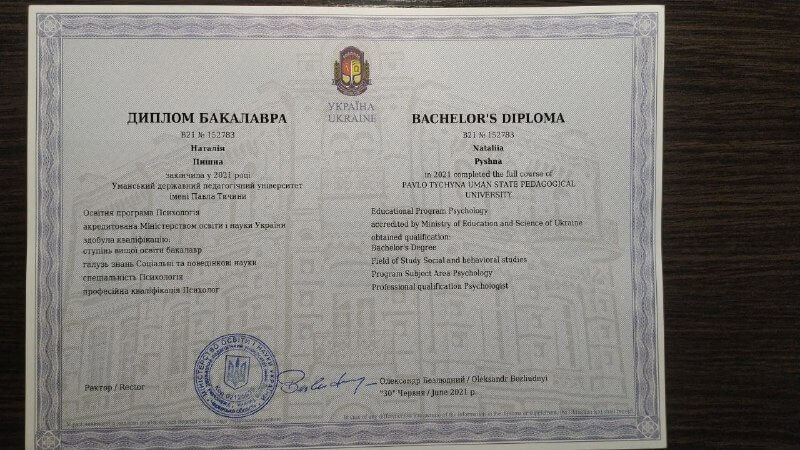 УКРАЇНА
UKRAINE
ДИПЛОМ БАКАЛАВРА
В21 № 152783
Наталія
Пишна
закінчила у 2021 році
Уманський державний педагогічний університет
імені Павла Тичини
Освітня програма Психологія
акредитована Міністерством освіти і науки України
здобула кваліфікацію:
ступінь вищої освіти бакалавр
галузь знань Соціальні та поведінкові науки
спеціальність Психологія
професійна кваліфікація Психолог
BACHELOR'S DIPLOMA
B21 № 152783
Nataliia
Pyshna
in 2021 completed the full course of
PAVLO TYCHYNA UMAN STATE PEDAGOGICAL
UNIVERSITY
Educational Program Psychology
accredited by Ministry of Education and Science of Ukraine
obtained qualification:
Bachelor's Degree
Field of Study Social and behavioral studies
Program Subject Area Psychology
Professional qualification Psychologist
МІНІСТЕРСТВО ОСВІТИ І НАУКИ УКРАЇНИ
Ректор / Rector
Олександр Безлюдний / Oleksandr Bezliudnyi
"30" Червня / June 2021 р.